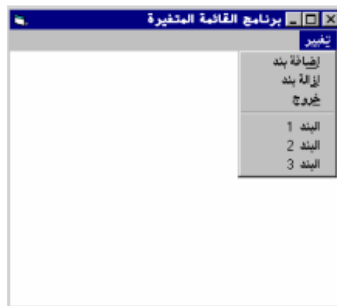 برنامج القائمة المتغيرة
تغيير
إضافة بند
إزالة بند
خروج
البند 1
البند 2
البند 3